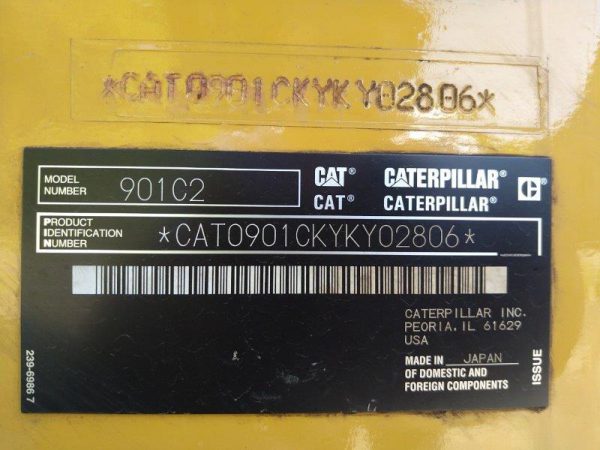 *CAT0901CKYKY02806*
MODEL NUMBER 901C2
CAT® CATERPILLAR®
CAT® CATERPILLAR®
PRODUCT IDENTIFICATION NUMBER *CAT0901CKYKY02806*
CATERPILLAR INC.
PEORIA, IL 61629
USA
MADE IN JAPAN
OF DOMESTIC AND
FOREIGN COMPONENTS
ISSUE
239-6986 7